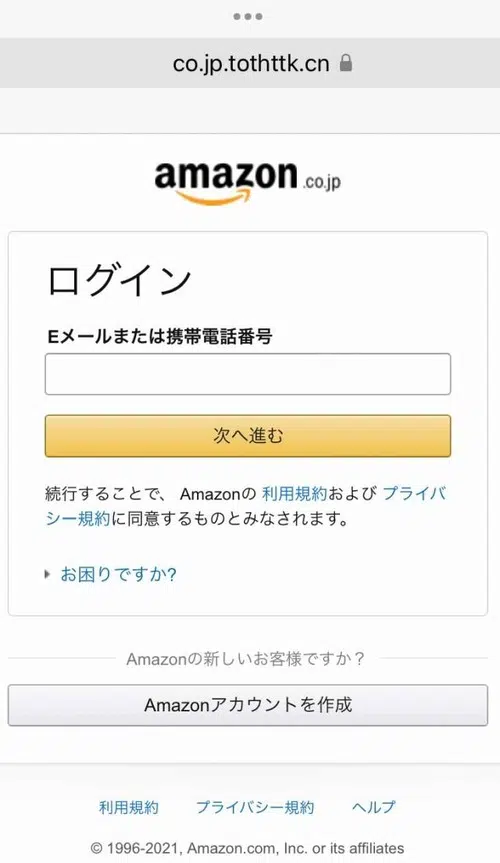 co.jp.tothttk.cn
amazon.co.jp
ログイン
Eメールまたは携帯電話番号
次へ進む
続行することで、 Amazonの 利用規約および プライバ
シー規約に同意するものとみなされます。
お困りですか?
Amazonの新しいお客様ですか？
Amazonアカウントを作成
利用規約 プライバシー規約 ヘルプ
© 1996-2021, Amazon.com, Inc. or its affiliates